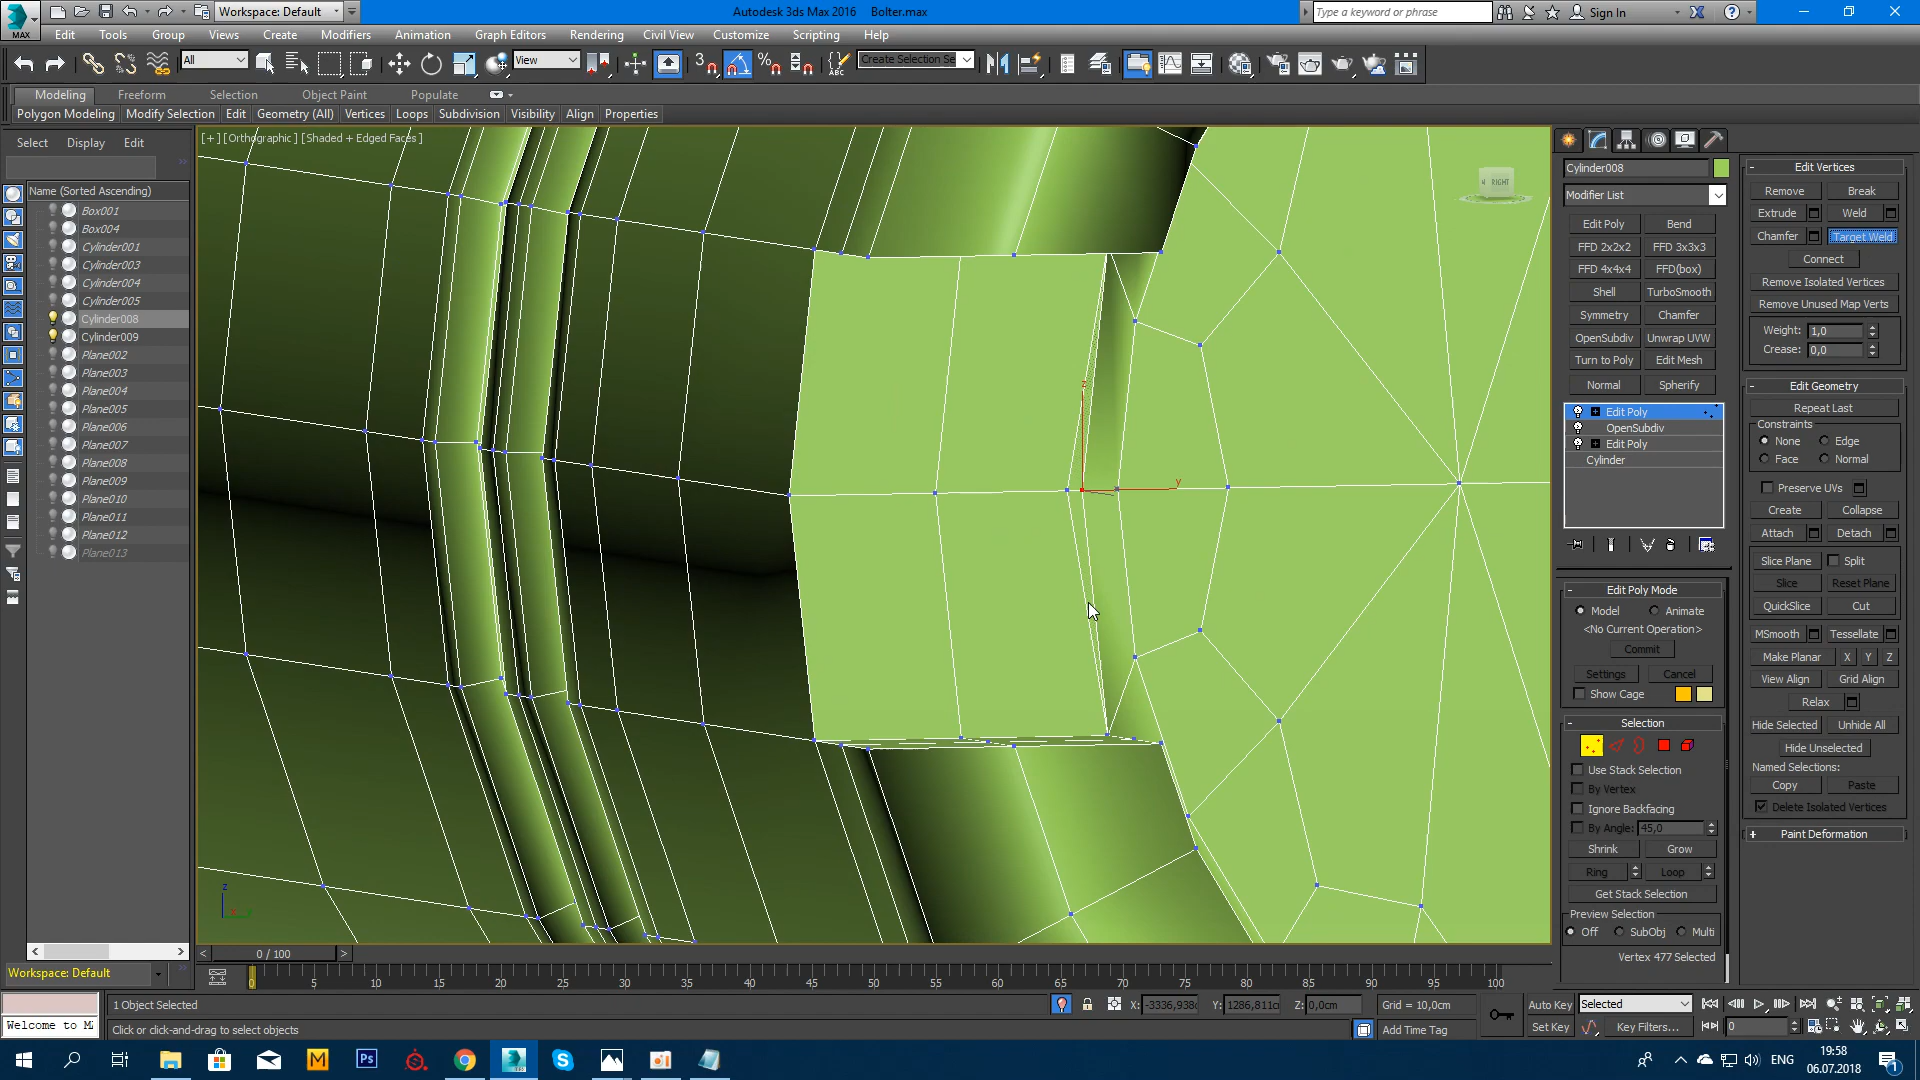 MAX
Workspace: Default
Autodesk 3ds Max 2016 Bolter.max
Type a keyword or phrase
Sign In
Edit Tools Group Views Create Modifiers Animation Graph Editors Rendering Civil View Customize Scripting Help
All
View
Create Selection Se
Modeling Freeform Selection Object Paint Populate
Polygon Modeling Modify Selection Edit Geometry (All) Vertices Loops Subdivision Visibility Align Properties
Select Display Edit
Name (Sorted Ascending)
Box001
Box004
Cylinder001
Cylinder003
Cylinder004
Cylinder005
Cylinder008
Cylinder009
Plane002
Plane003
Plane004
Plane005
Plane006
Plane007
Plane008
Plane009
Plane010
Plane011
Plane012
Plane013
[+] [Orthographic ] [Shaded + Edged Faces ]
RIGHT
z
y
z
Cylinder008
Modifier List
Edit Poly Bend
FFD 2x2x2 FFD 3x3x3
FFD 4x4x4 FFD(box)
Shell TurboSmooth
Symmetry Chamfer
OpenSubdiv Unwrap UVW
Turn to Poly Edit Mesh
Normal Spherify
Edit Poly
OpenSubdiv
Edit Poly
Cylinder
Edit Poly Mode
Model Animate
<No Current Operation>
Commit
Settings Cancel
Show Cage
Selection
Use Stack Selection
By Vertex
Ignore Backfacing
By Angle: 45,0
Shrink Grow
Ring Loop
Get Stack Selection
Preview Selection
Off SubObj Multi
Vertex 477 Selected
Edit Vertices
Remove Break
Extrude Weld
Chamfer Target Weld
Connect
Remove Isolated Vertices
Remove Unused Map Verts
Weight: 1,0
Crease: 0,0
Edit Geometry
Repeat Last
Constraints
None Edge
Face Normal
Preserve UVs
Create Collapse
Attach Detach
Slice Plane Split
Slice Reset Plane
QuickSlice Cut
MSmooth Tessellate
Make Planar X Y Z
View Align Grid Align
Relax
Hide Selected Unhide All
Hide Unselected
Named Selections:
Copy Paste
Delete Isolated Vertices
Paint Deformation
0 / 100
Workspace: Default
0 5 10 15 20 25 30 35 40 45 50 55 60 65 70 75 80 85 90 95 100
1 Object Selected
X: -3336,938c Y: 1286,811c Z: 0,0cm Grid = 10,0cm
Auto Key Selected
Welcome to M
Click or click-and-drag to select objects
Add Time Tag
Set Key Key Filters... 0
Ps
ENG
19:58
06.07.2018
1